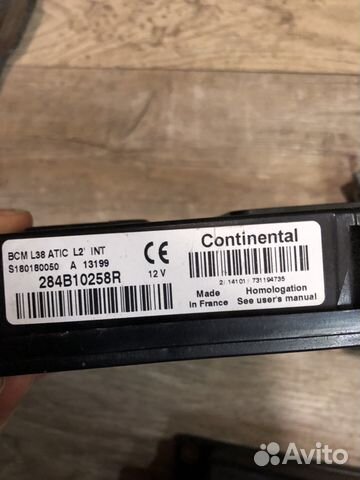 BCM L38 ATIC L2' INT
S180180050 A 13199
284B10258R
12 V
CE
Continental
2/ 14101/ 731194735
Made in France
Homologation See user's manual
Avito